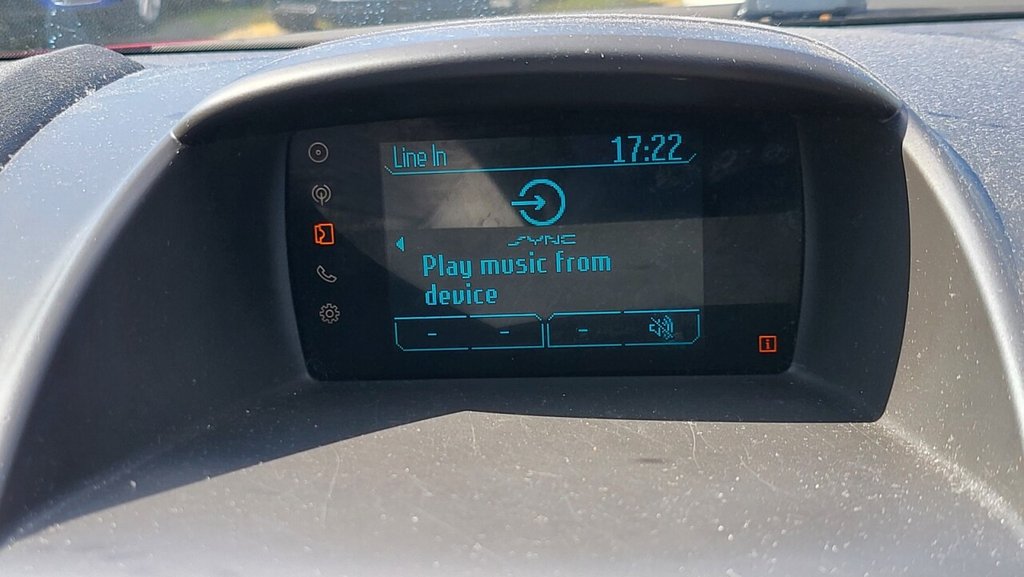 Line In
17:22
SYNC
Play music from
device
- - -
i